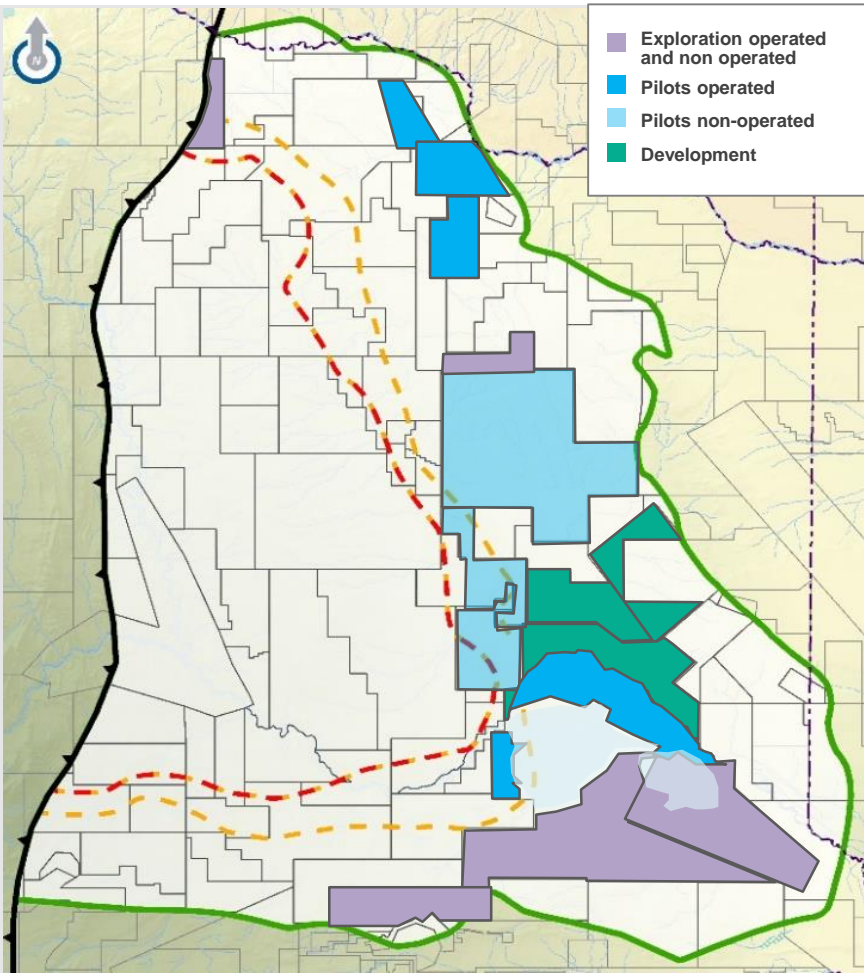 N
Exploration operated
and non operated
Pilots operated
Pilots non-operated
Development